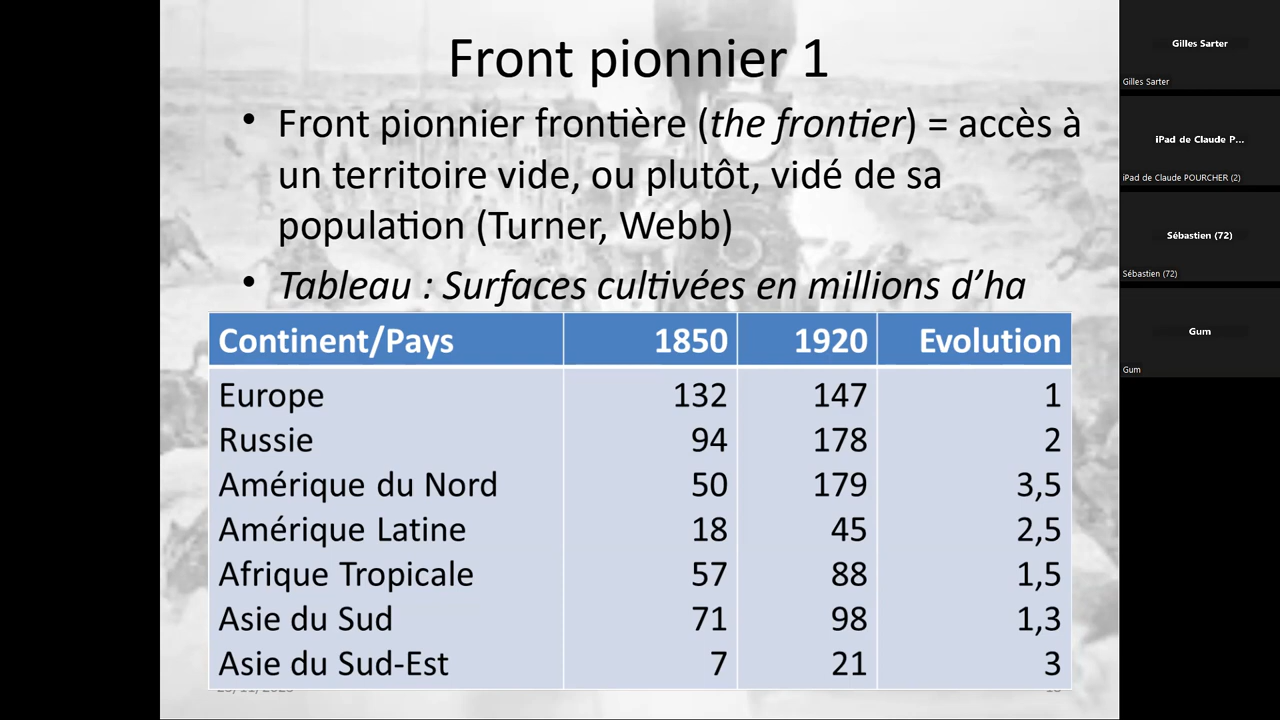 Front pionnier 1
• Front pionnier frontière (the frontier) = accès à
un territoire vide, ou plutôt, vidé de sa
population (Turner, Webb)
• Tableau : Surfaces cultivées en millions d’ha
Continent/Pays 1850 1920 Evolution
Europe 132 147 1
Russie 94 178 2
Amérique du Nord 50 179 3,5
Amérique Latine 18 45 2,5
Afrique Tropicale 57 88 1,5
Asie du Sud 71 98 1,3
Asie du Sud-Est 7 21 3
Gilles Sarter
Gilles Sarter
iPad de Claude P...
iPad de Claude POURCHER (2)
Sébastien (72)
Sébastien (72)
Gum
Gum